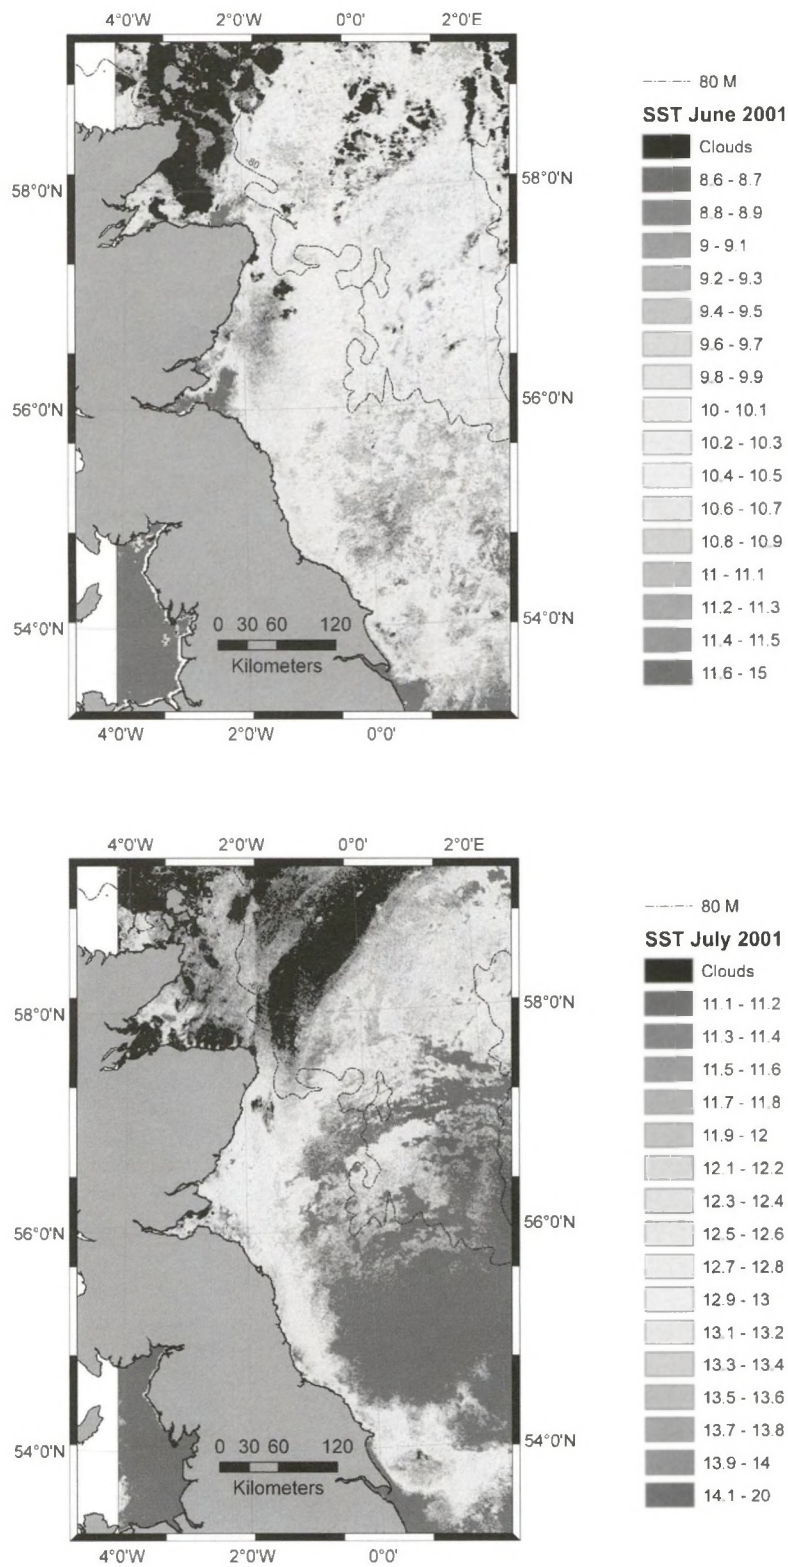 4°0'W 2°0'W 0°0' 2°0'E
58°0'N 58°0'N
-80
56°0'N 56°0'N
54°0'N 54°0'N
0 30 60 120
Kilometers
4°0'W 2°0'W 0°0'
80 M
SST June 2001
Clouds
8.6 - 8.7
8.8 - 8.9
9 - 9.1
9.2 - 9.3
9.4 - 9.5
9.6 - 9.7
9.8 - 9.9
10 - 10.1
10.2 - 10.3
10.4 - 10.5
10.6 - 10.7
10.8 - 10.9
11 - 11.1
11.2 - 11.3
11.4 - 11.5
11.6 - 15
4°0'W 2°0'W 0°0' 2°0'E
58°0'N 58°0'N
56°0'N 56°0'N
54°0'N 54°0'N
0 30 60 120
Kilometers
4°0'W 2°0'W 0°0'
80 M
SST July 2001
Clouds
11.1 - 11.2
11.3 - 11.4
11.5 - 11.6
11.7 - 11.8
11.9 - 12
12.1 - 12.2
12.3 - 12.4
12.5 - 12.6
12.7 - 12.8
12.9 - 13
13.1 - 13.2
13.3 - 13.4
13.5 - 13.6
13.7 - 13.8
13.9 - 14
14.1 - 20